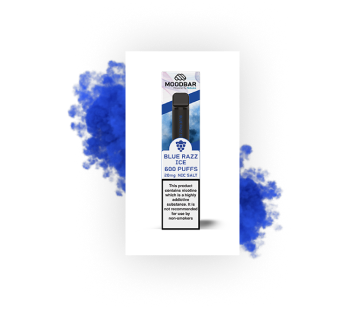 MOODBAR
BLUE RAZZ
ICE
600 PUFFS
20mg NIC SALT
This product
contains nicotine
which is a highly
addictive
substance. It is
not recommended
for use by
non-smokers